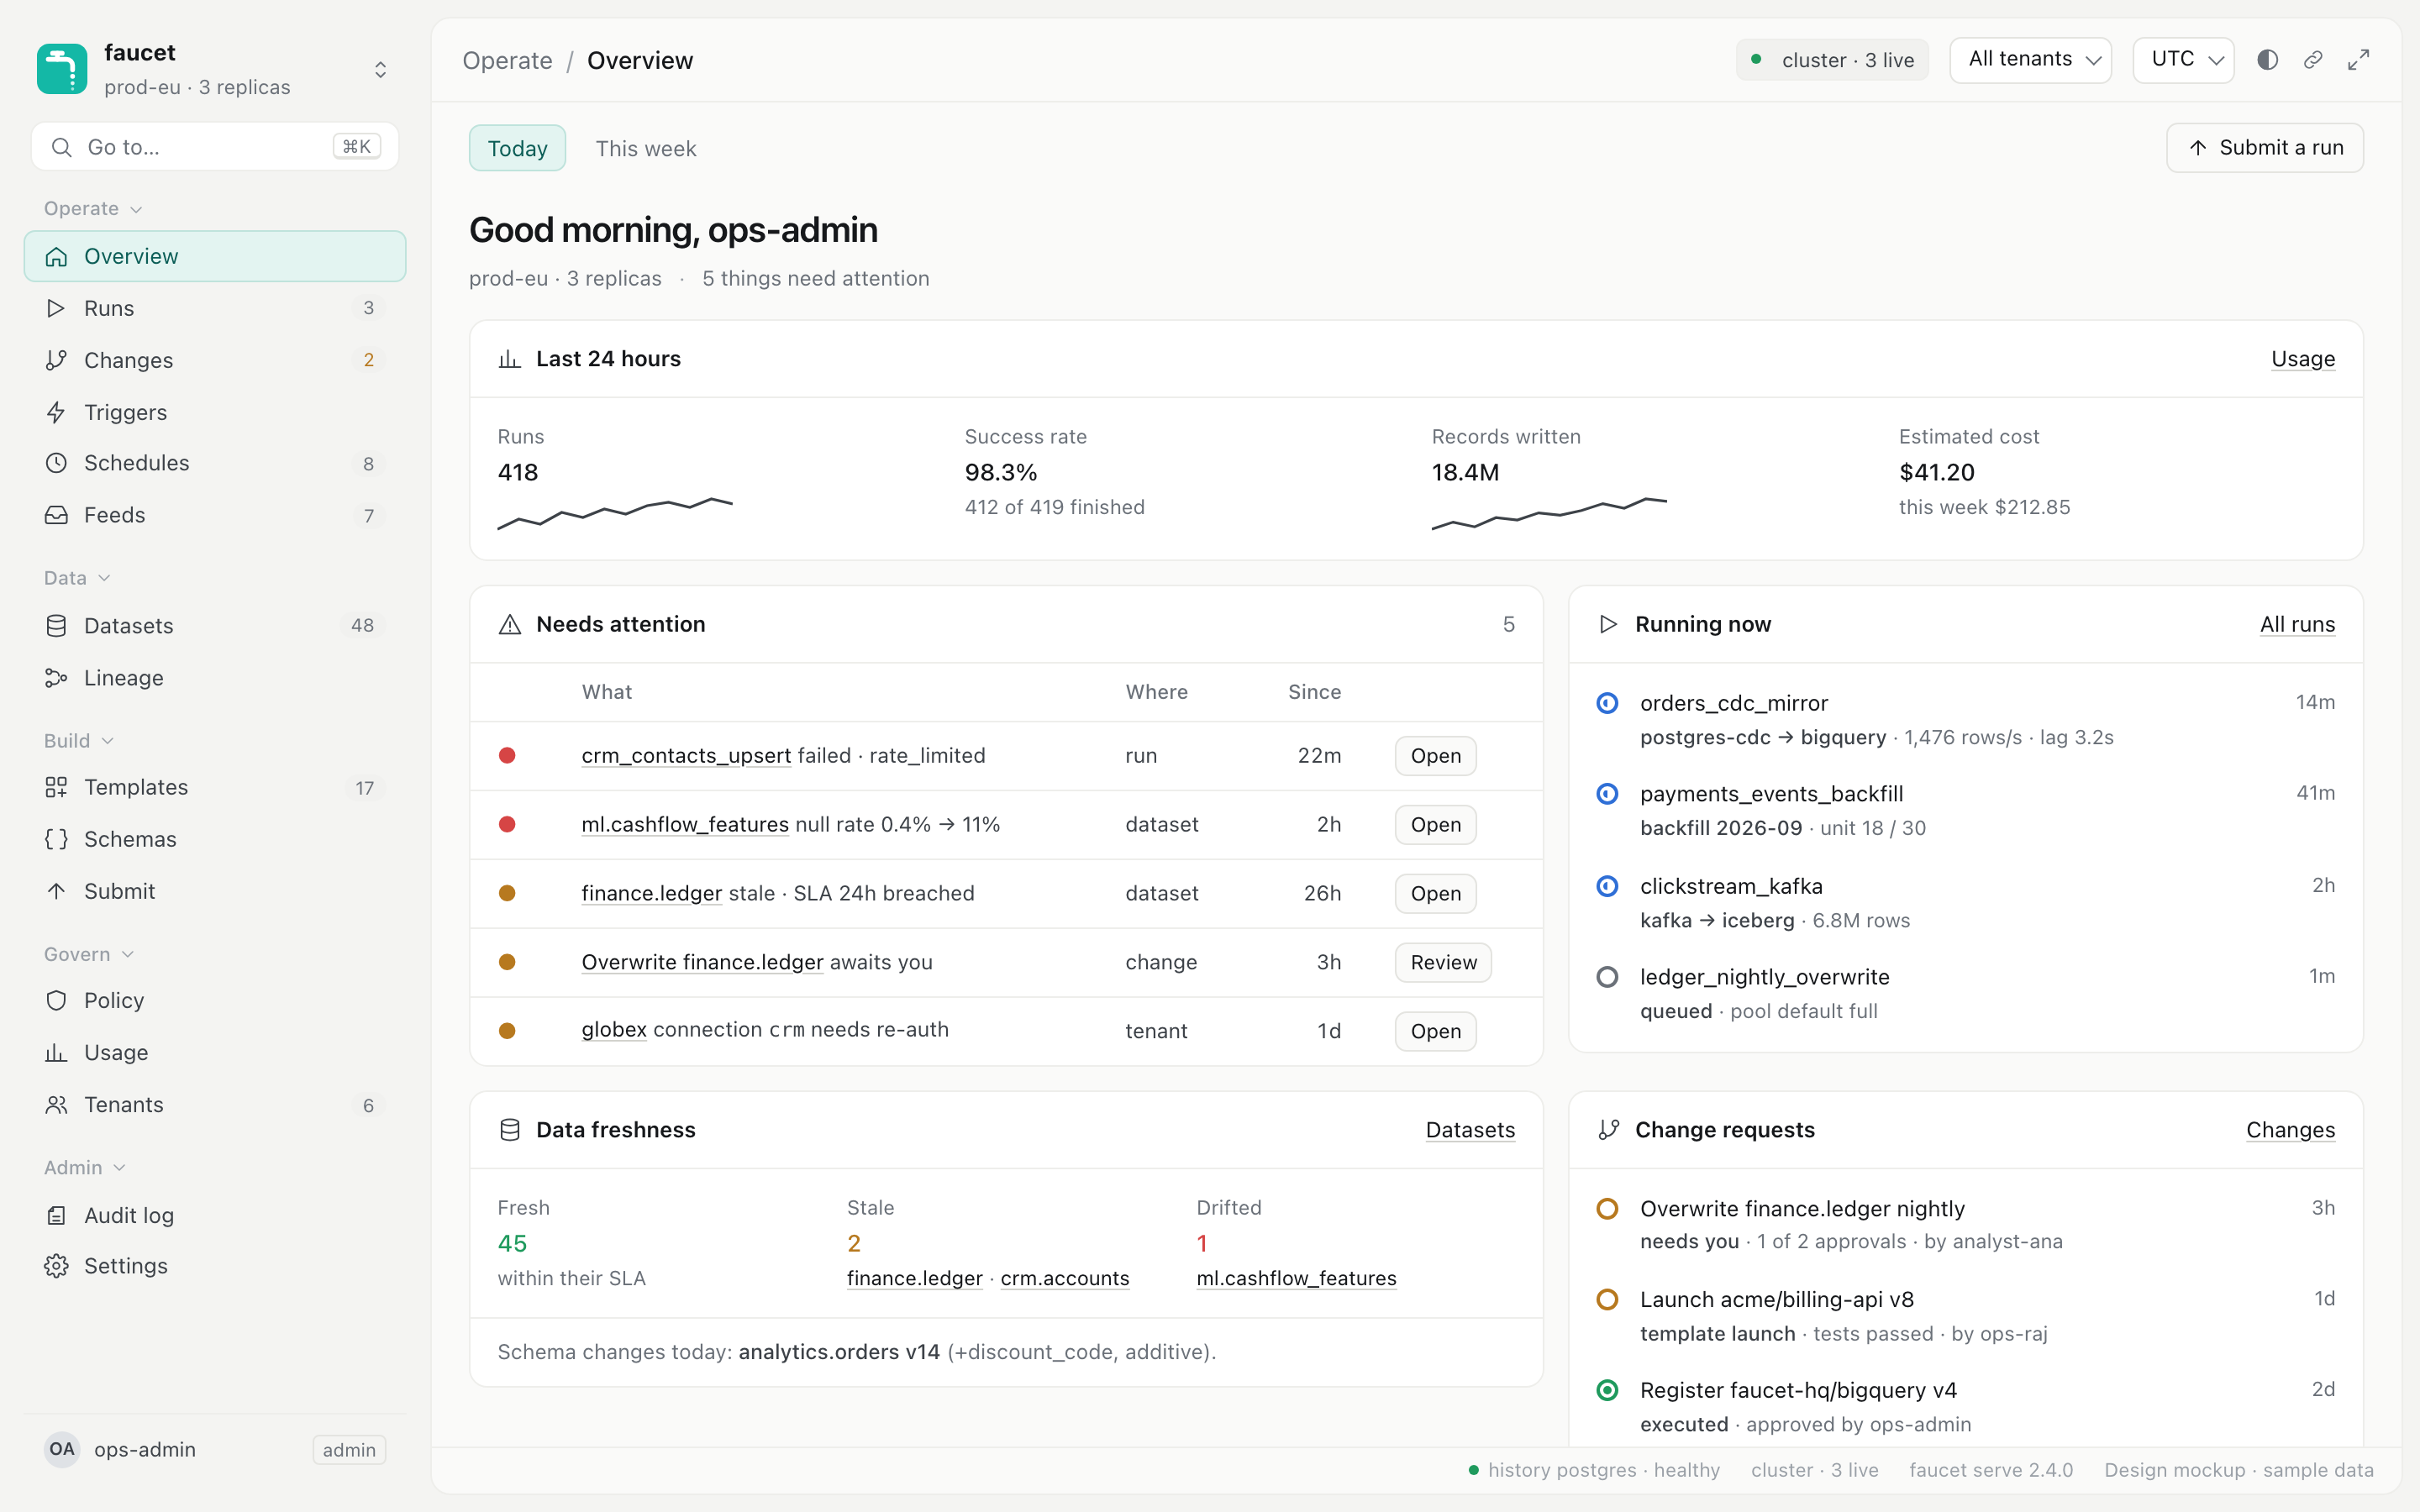 faucet
prod-eu · 3 replicas
Go to...
⌘K
Operate
Overview
Runs 3
Changes 2
Triggers
Schedules 8
Feeds 7
Data
Datasets 48
Lineage
Build
Templates 17
Schemas
Submit
Govern
Policy
Usage
Tenants 6
Admin
Audit log
Settings
OA ops-admin admin
Operate / Overview
cluster · 3 live
All tenants
UTC
Today
This week
Submit a run
Good morning, ops-admin
prod-eu · 3 replicas · 5 things need attention
Last 24 hours
Usage
Runs
418
Success rate
98.3%
412 of 419 finished
Records written
18.4M
Estimated cost
$41.20
this week $212.85
Needs attention
5
What Where Since
crm_contacts_upsert failed · rate_limited run 22m Open
ml.cashflow_features null rate 0.4% → 11% dataset 2h Open
finance.ledger stale · SLA 24h breached dataset 26h Open
Overwrite finance.ledger awaits you change 3h Review
globex connection crm needs re-auth tenant 1d Open
Running now
All runs
orders_cdc_mirror 14m
postgres-cdc → bigquery · 1,476 rows/s · lag 3.2s
payments_events_backfill 41m
backfill 2026-09 · unit 18 / 30
clickstream_kafka 2h
kafka → iceberg · 6.8M rows
ledger_nightly_overwrite 1m
queued · pool default full
Data freshness
Datasets
Fresh
45
within their SLA
Stale
2
finance.ledger · crm.accounts
Drifted
1
ml.cashflow_features
Schema changes today: analytics.orders v14 (+discount_code, additive).
Change requests
Changes
Overwrite finance.ledger nightly 3h
needs you · 1 of 2 approvals · by analyst-ana
Launch acme/billing-api v8 1d
template launch · tests passed · by ops-raj
Register faucet-hq/bigquery v4 2d
executed · approved by ops-admin
history postgres · healthy
cluster · 3 live
faucet serve 2.4.0
Design mockup · sample data